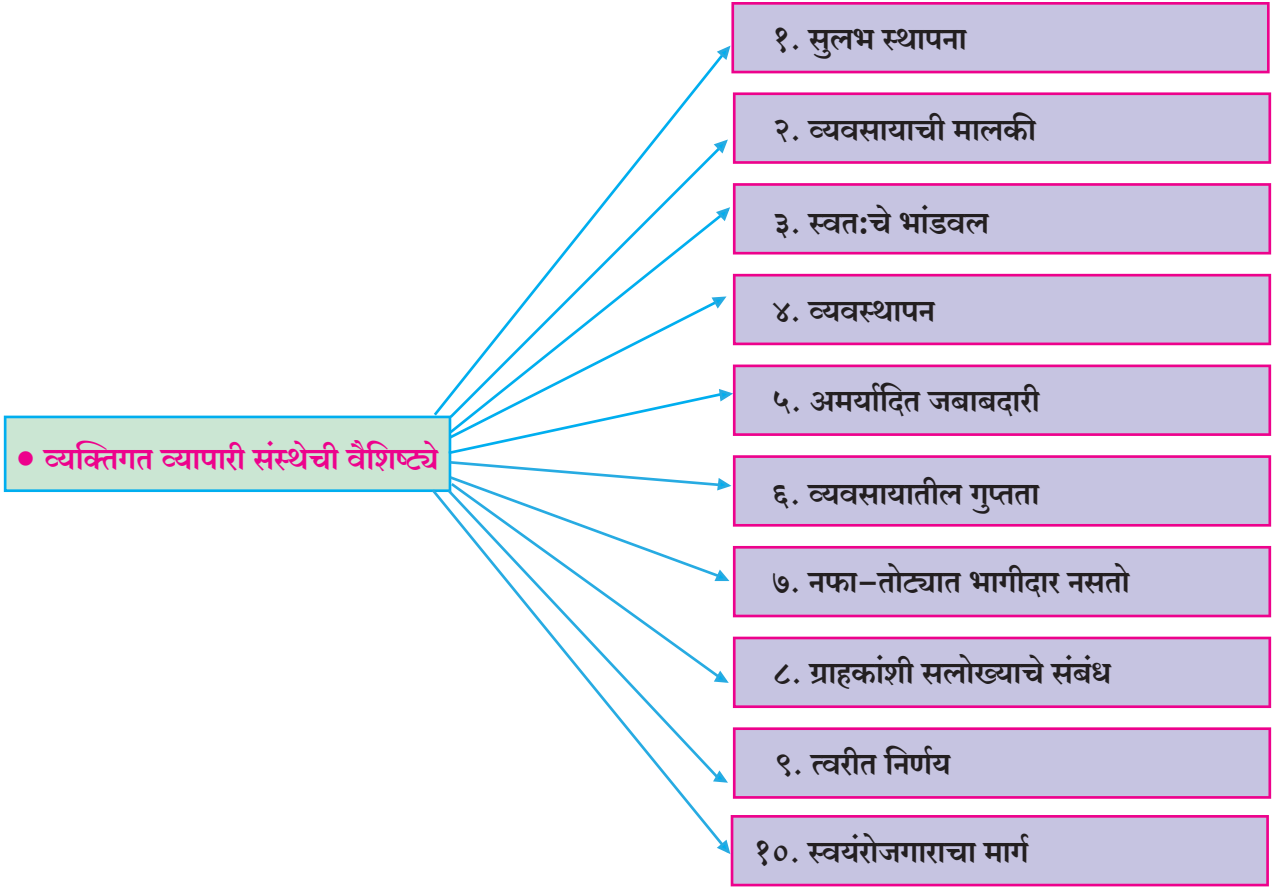 • व्यक्तिगत व्यापारी संस्थेची वैशिष्ट्ये
१. सुलभ स्थापना
२. व्यवसायाची मालकी
३. स्वत:चे भांडवल
४. व्यवस्थापन
५. अमर्यादित जबाबदारी
६. व्यवसायातील गुप्तता
७. नफा–तोट्यात भागीदार नसतो
८. ग्राहकांशी सलोख्याचे संबंध
९. त्वरीत निर्णय
१०. स्वयंरोजगाराचा मार्ग